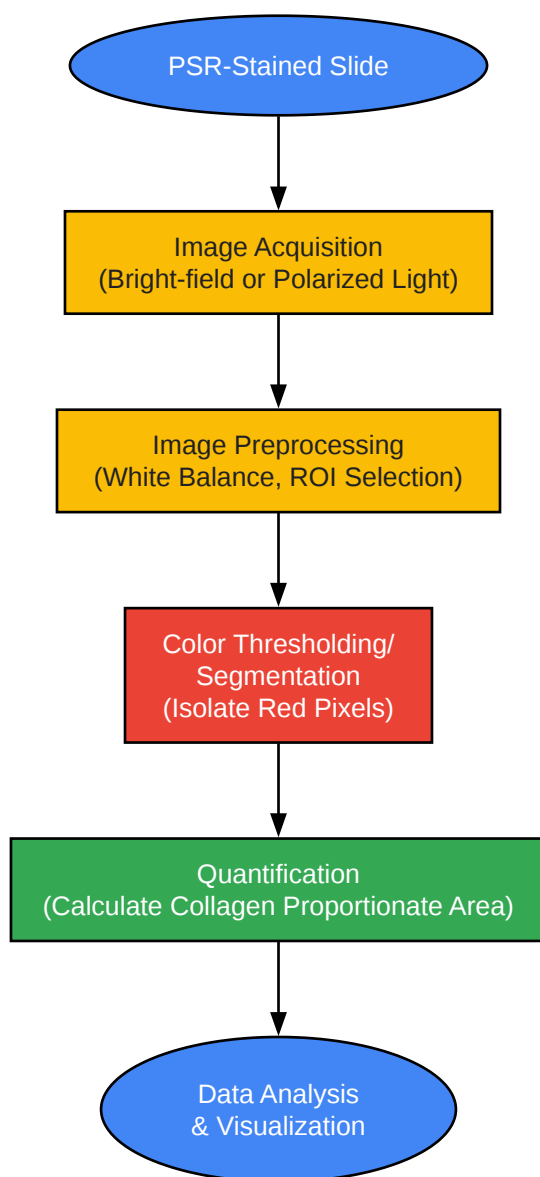 PSR-Stained Slide
Image Acquisition
(Bright-field or Polarized Light)
Image Preprocessing
(White Balance, ROI Selection)
Color Thresholding/
Segmentation
(Isolate Red Pixels)
Quantification
(Calculate Collagen Proportionate Area)
Data Analysis
& Visualization